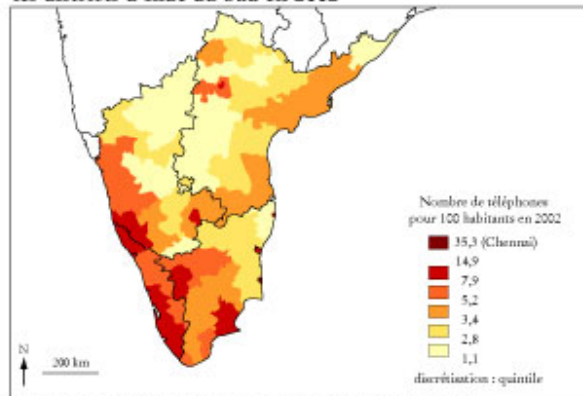 Nombre de téléphones
pour 100 habitants en 2002
35,3 (Chennai)
14,9
7,9
5,2
3,4
2,8
1,1
discrétisation : quintile
N
200 km